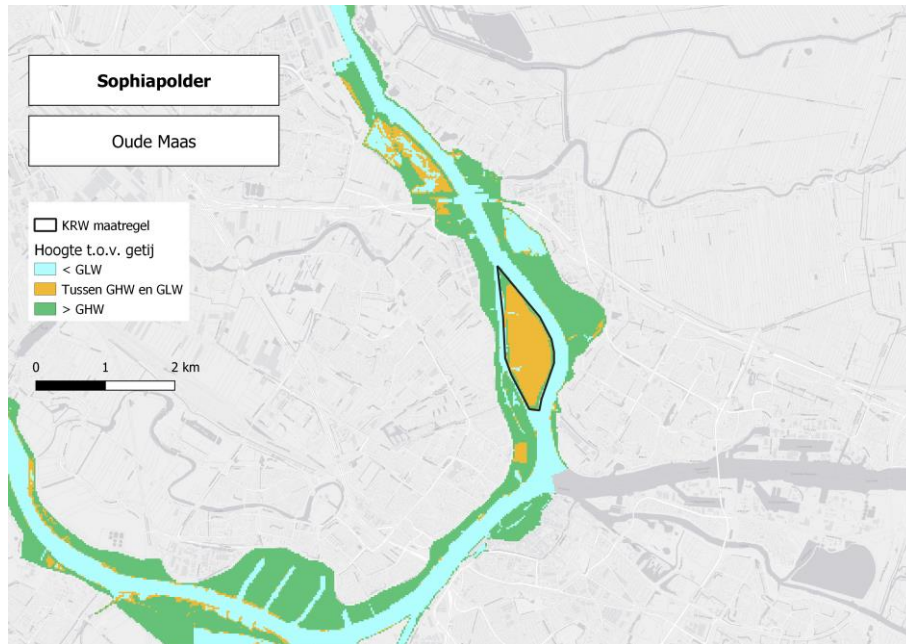 Sophiapolder
Oude Maas
KRW maatregel
Hoogte t.o.v. getij
< GLW
Tussen GHW en GLW
> GHW
0 1 2 km